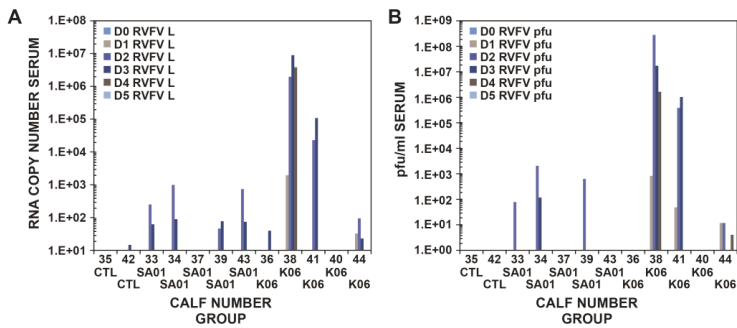 A
RNA COPY NUMBER SERUM
1.E+08
1.E+07
1.E+06
1.E+05
1.E+04
1.E+03
1.E+02
1.E+01
D0 RVFV L
D1 RVFV L
D2 RVFV L
D3 RVFV L
D4 RVFV L
D5 RVFV L
35 42 33 34 37 39 43 36 38 41 40 44
CTL SA01 SA01 SA01 K06 K06
CTL SA01 SA01 K06 K06 K06
CALF NUMBER
GROUP
B
pfu/ml SERUM
1.E+09
1.E+08
1.E+07
1.E+06
1.E+05
1.E+04
1.E+03
1.E+02
1.E+01
1.E+00
D0 RVFV pfu
D1 RVFV pfu
D2 RVFV pfu
D3 RVFV pfu
D4 RVFV pfu
D5 RVFV pfu
35 42 33 34 37 39 43 36 38 41 40 44
CTL SA01 SA01 SA01 K06 K06
CTL SA01 SA01 K06 K06 K06
CALF NUMBER
GROUP